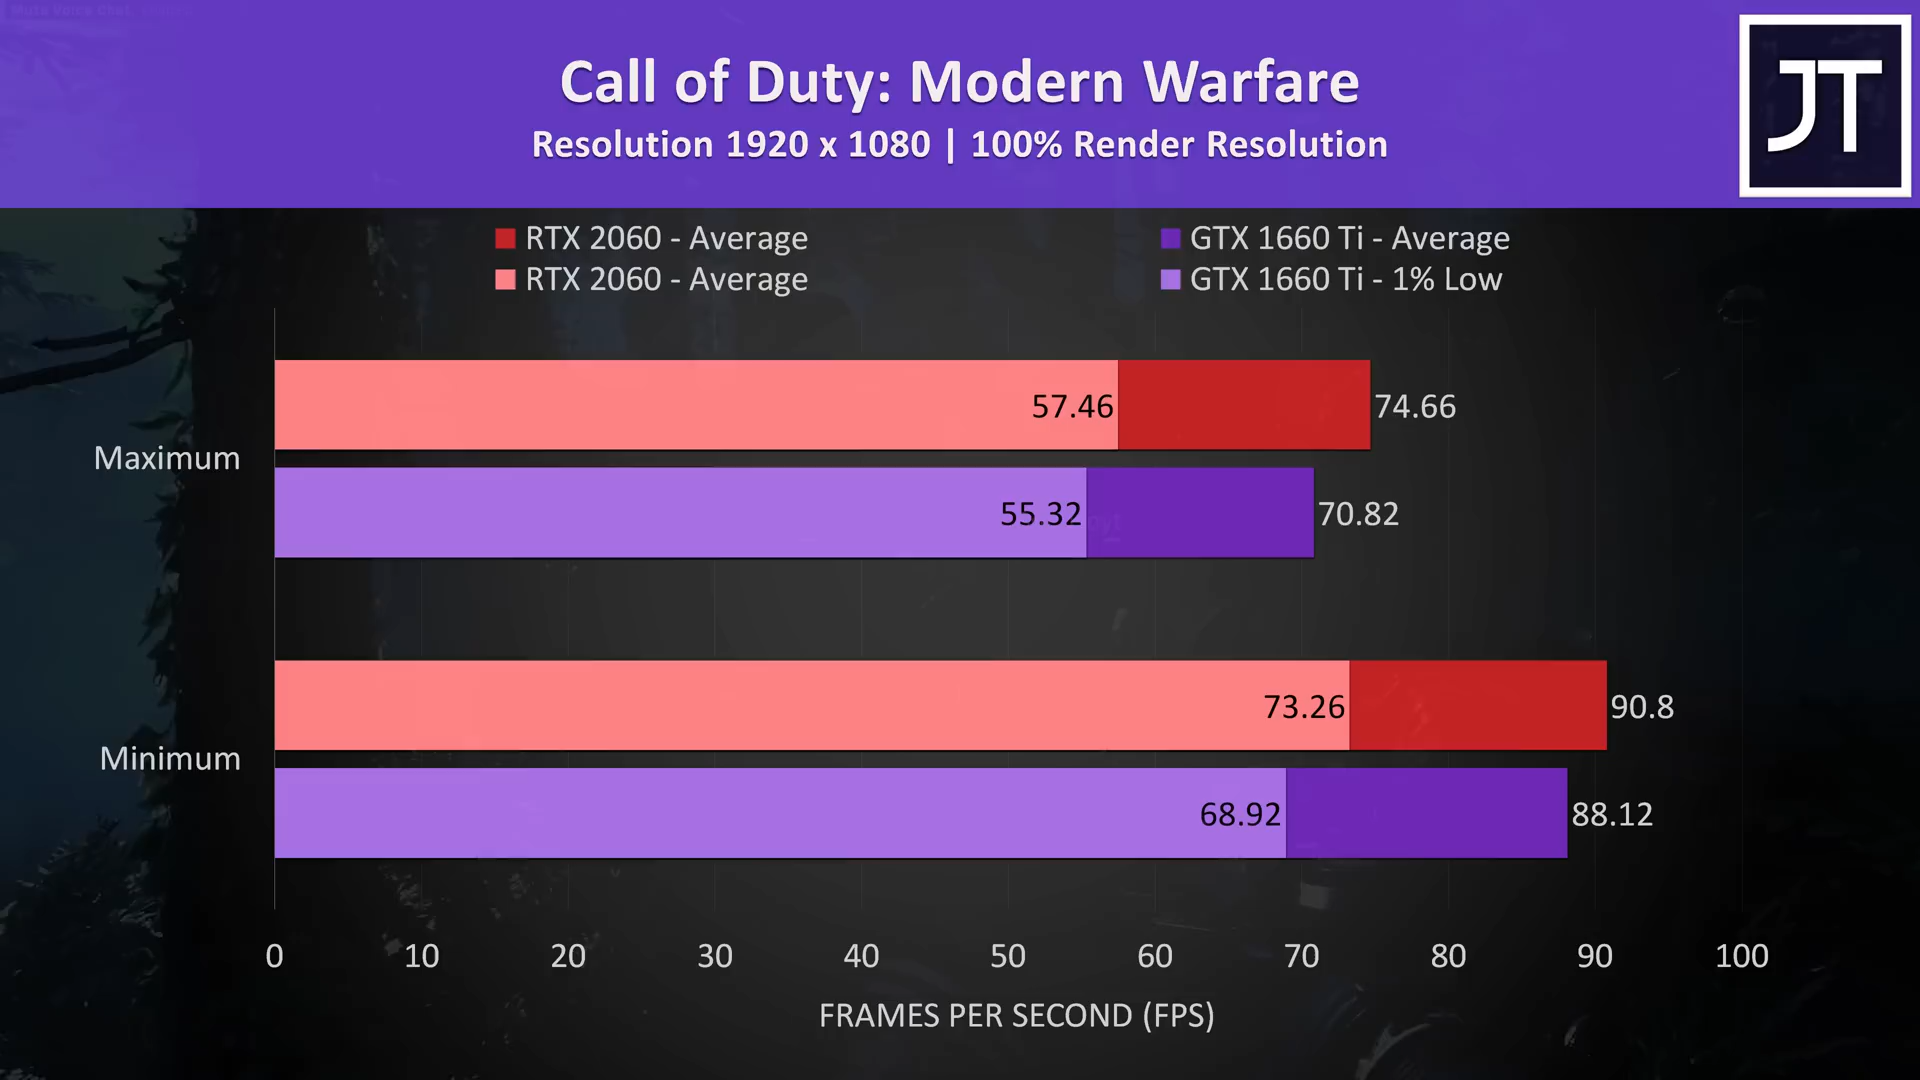 Call of Duty: Modern Warfare
Resolution 1920 x 1080 | 100% Render Resolution
JT
RTX 2060 - Average
GTX 1660 Ti - Average
RTX 2060 - Average
GTX 1660 Ti - 1% Low
57.46
74.66
Maximum
55.32
70.82
73.26
90.8
Minimum
68.92
88.12
0 10 20 30 40 50 60 70 80 90 100
FRAMES PER SECOND (FPS)